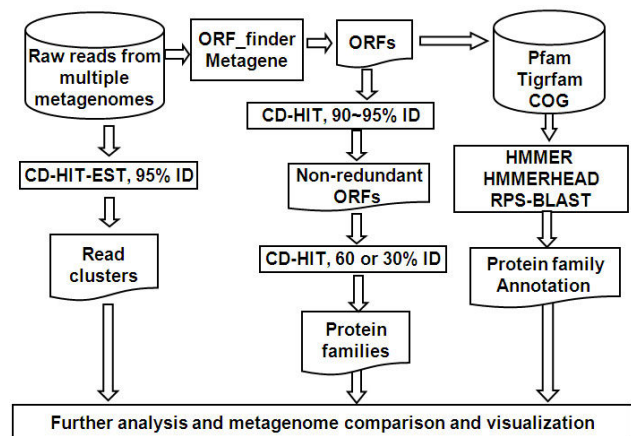 Raw reads from
multiple
metagenomes
ORF_finder
Metagene
ORFs
Pfam
Tigrfam
COG
CD-HIT-EST, 95% ID
CD-HIT, 90~95% ID
HMMER
HMMERHEAD
RPS-BLAST
Non-redundant
ORFs
Read
clusters
CD-HIT, 60 or 30% ID
Protein family
Annotation
Protein
families
Further analysis and metagenome comparison and visualization